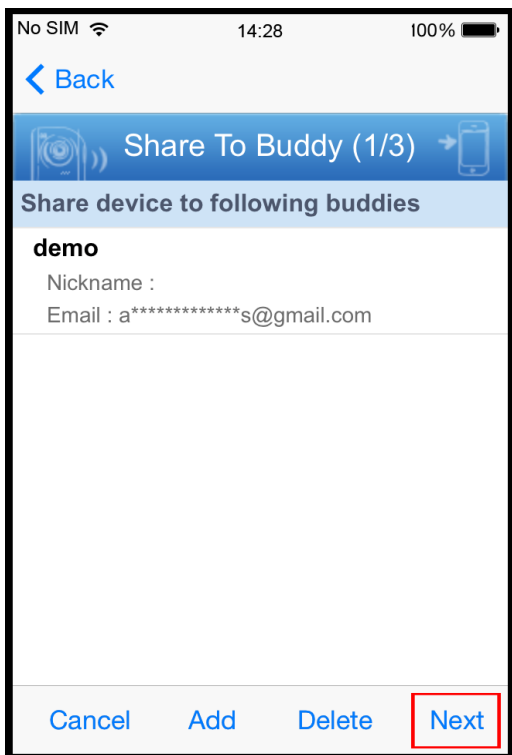 No SIM 14:28 100%
Back
Share To Buddy (1/3)
Share device to following buddies
demo
Nickname :
Email : a*************s@gmail.com
Cancel Add Delete Next